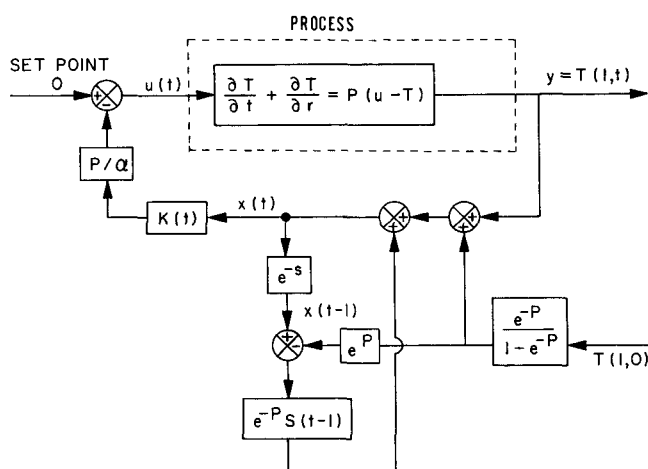 PROCESS
SET POINT
0
+
-
u(t)
∂T/∂t + ∂T/∂r = P(u-T)
y=T(1,t)
P/α
K(t)
x(t)
+
+
+
+
e^-s
x(t-1)
+
-
e^P
e^-P/1-e^-P
T(1,0)
e^-P S(t-1)